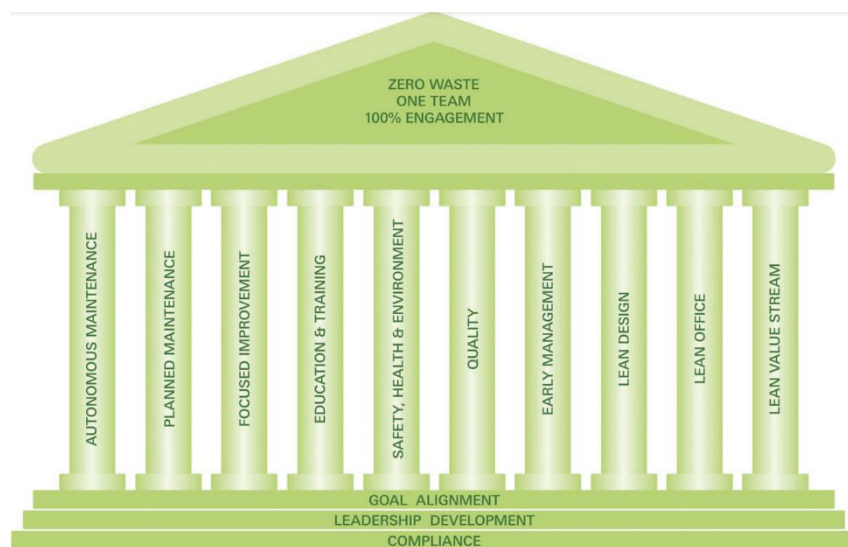 ZERO WASTE
ONE TEAM
100% ENGAGEMENT
AUTONOMOUS MAINTENANCE
PLANNED MAINTENANCE
FOCUSED IMPROVEMENT
EDUCATION & TRAINING
SAFETY, HEALTH & ENVIRONMENT
QUALITY
EARLY MANAGEMENT
LEAN DESIGN
LEAN OFFICE
LEAN VALUE STREAM
GOAL ALIGNMENT
LEADERSHIP DEVELOPMENT
COMPLIANCE